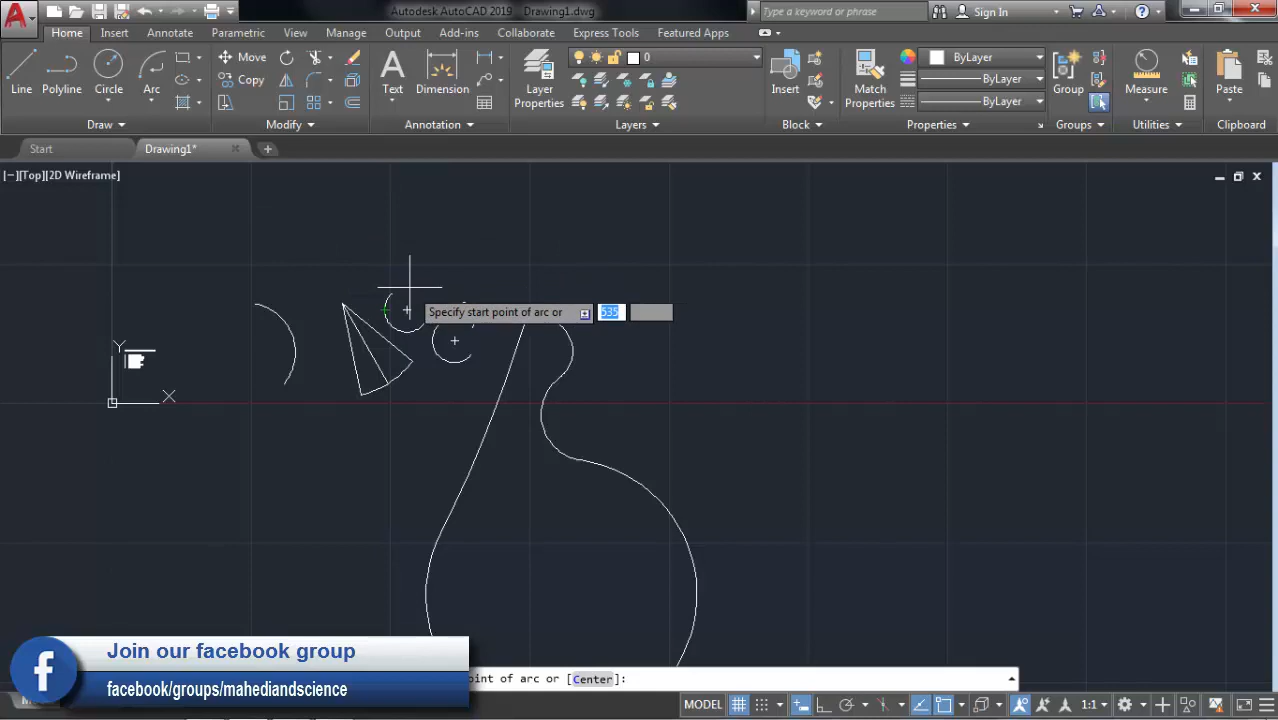 Autodesk AutoCAD 2019 Drawing1.dwg
Type a keyword or phrase
Sign In
Home Insert Annotate Parametric View Manage Output Add-ins Collaborate Express Tools Featured Apps
Line Polyline Circle Arc
Move
Copy
Text Dimension
Layer Properties
0
Insert
Match Properties
ByLayer
ByLayer
ByLayer
Group
Measure
Paste
Draw Modify Annotation Layers Block Properties Groups Utilities Clipboard
Start Drawing1*
[−][Top][2D Wireframe]
Specify start point of arc or 535
Y
X
Join our facebook group
facebook/groups/mahediandscience
point of arc or [Center]:
MODEL 1:1